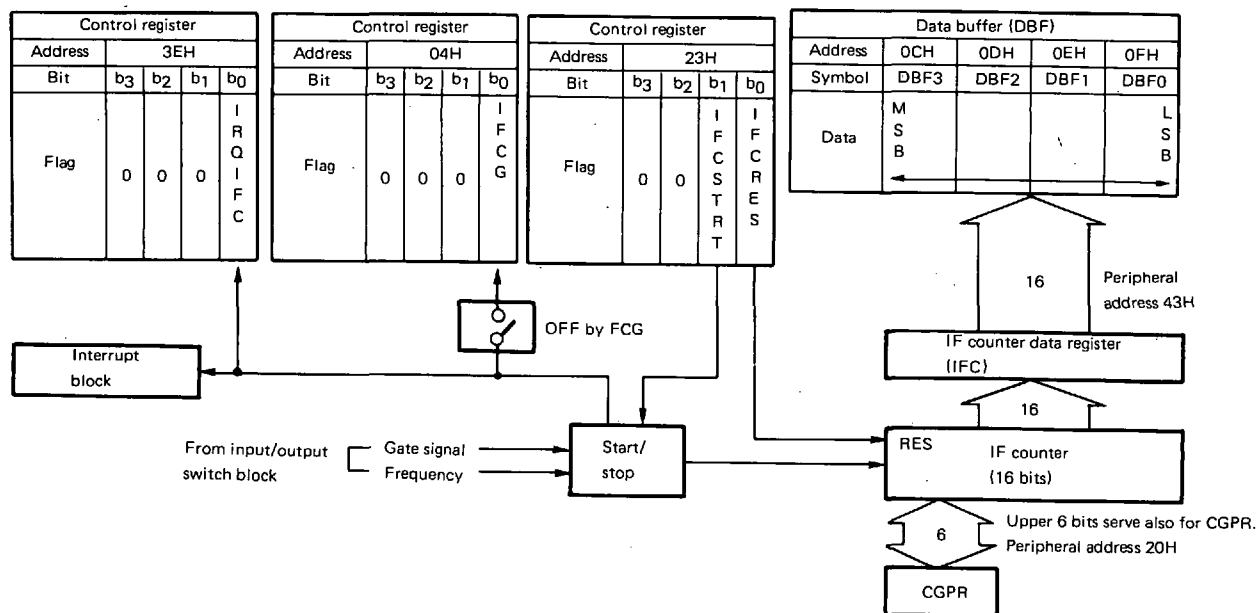 Control register
Address 3EH
Bit b3 b2 b1 b0
Flag 0 0 0 IRQIFC
Control register
Address 04H
Bit b3 b2 b1 b0
Flag 0 0 0 IFCG
Control register
Address 23H
Bit b3 b2 b1 b0
Flag 0 0 IFCSTRT IFCRES
Data buffer (DBF)
Address 0CH 0DH 0EH 0FH
Symbol DBF3 DBF2 DBF1 DBF0
Data MSB LSB
OFF by FCG
16
Peripheral
address 43H
Interrupt
block
IF counter data register
(IFC)
16
From input/output
switch block
Gate signal
Frequency
Start/
stop
RES
IF counter
(16 bits)
6
Upper 6 bits serve also for CGPR.
Peripheral address 20H
CGPR